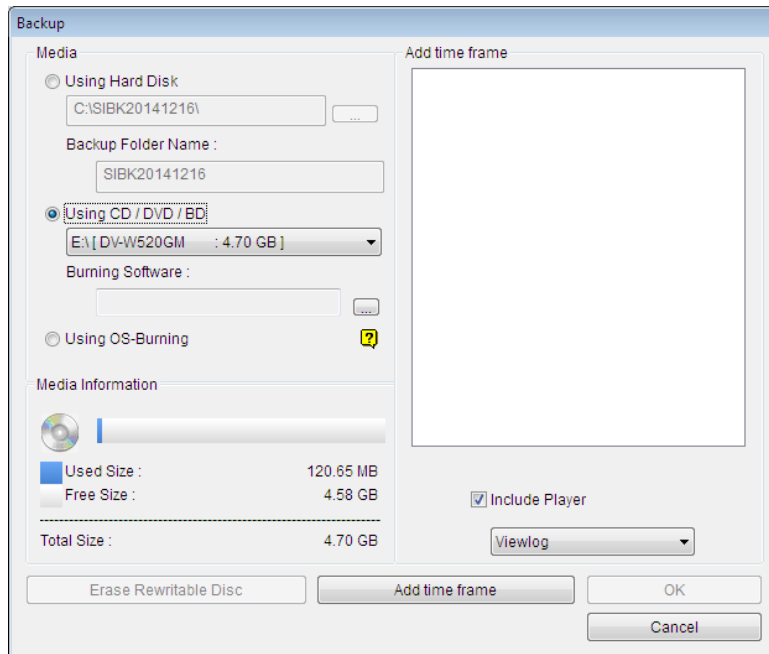 Backup
Media
Using Hard Disk
C:\SIBK20141216\
...
Backup Folder Name :
SIBK20141216
Using CD / DVD / BD
E:\ [ DV-W520GM : 4.70 GB ]
Burning Software :
...
Using OS-Burning
?
Media Information
Used Size : 120.65 MB
Free Size : 4.58 GB
Total Size : 4.70 GB
Add time frame
Include Player
Viewlog
Erase Rewritable Disc
Add time frame
OK
Cancel